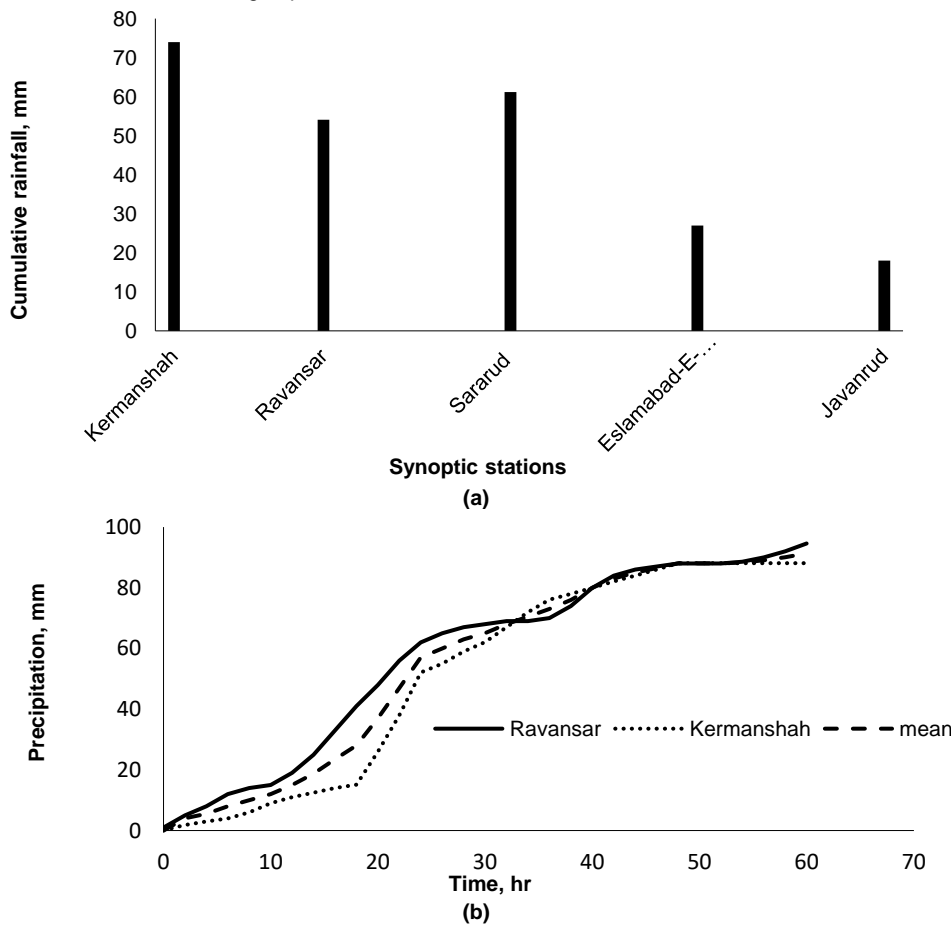 80
70
60
50
40
30
20
10
0
Cumulative rainfall, mm
Kermanshah
Ravansar
Sararud
Eslamabad-E-...
Javanrud
Synoptic stations
(a)
100
80
60
40
20
0
Precipitation, mm
Ravansar Kermanshah mean
0 10 20 30 40 50 60 70
Time, hr
(b)